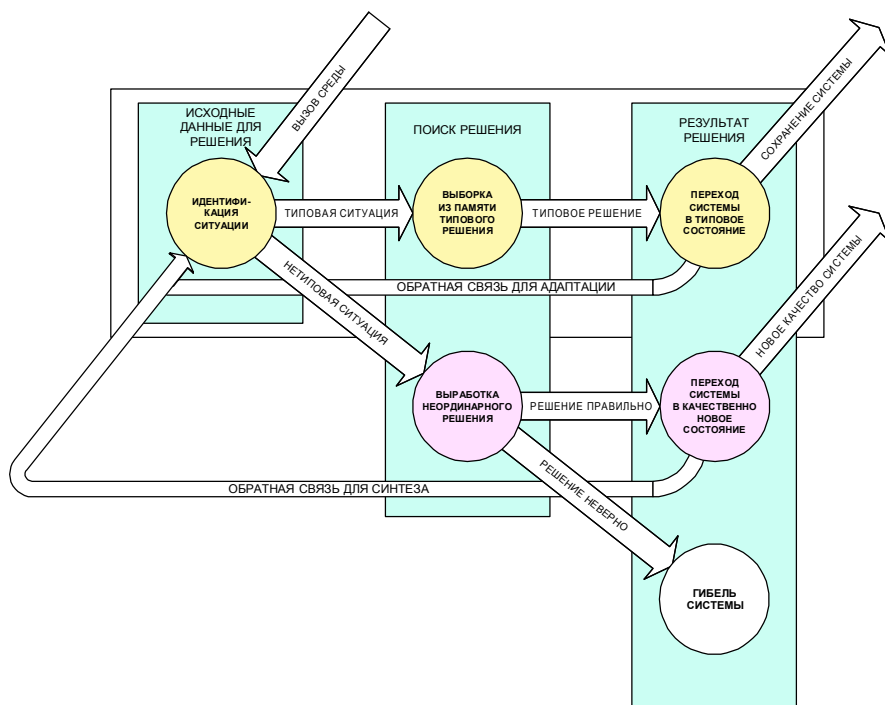 ВЫЗОВ СРЕДЫ
СОХРАНЕНИЕ СИСТЕМЫ
ИСХОДНЫЕ
ДАННЫЕ ДЛЯ
РЕШЕНИЯ
ПОИСК РЕШЕНИЯ
РЕЗУЛЬТАТ
РЕШЕНИЯ
ИДЕНТИФИ-
КАЦИЯ
СИТУАЦИИ
ТИПОВАЯ СИТУАЦИЯ
ВЫБОРКА
ИЗ ПАМЯТИ
ТИПОВОГО
РЕШЕНИЯ
ТИПОВОЕ РЕШЕНИЕ
ПЕРЕХОД
СИСТЕМЫ
В ТИПОВОЕ
СОСТОЯНИЕ
НЕТИПОВАЯ СИТУАЦИЯ
ОБРАТНАЯ СВЯЗЬ ДЛЯ АДАПТАЦИИ
НОВОЕ КАЧЕСТВО СИСТЕМЫ
ВЫРАБОТКА
НЕОРДИНАРНОГО
РЕШЕНИЯ
РЕШЕНИЕ ПРАВИЛЬНО
ПЕРЕХОД
СИСТЕМЫ
В КАЧЕСТВЕННО
НОВОЕ
СОСТОЯНИЕ
ОБРАТНАЯ СВЯЗЬ ДЛЯ СИНТЕЗА
РЕШЕНИЕ НЕВЕРНО
ГИБЕЛЬ
СИСТЕМЫ